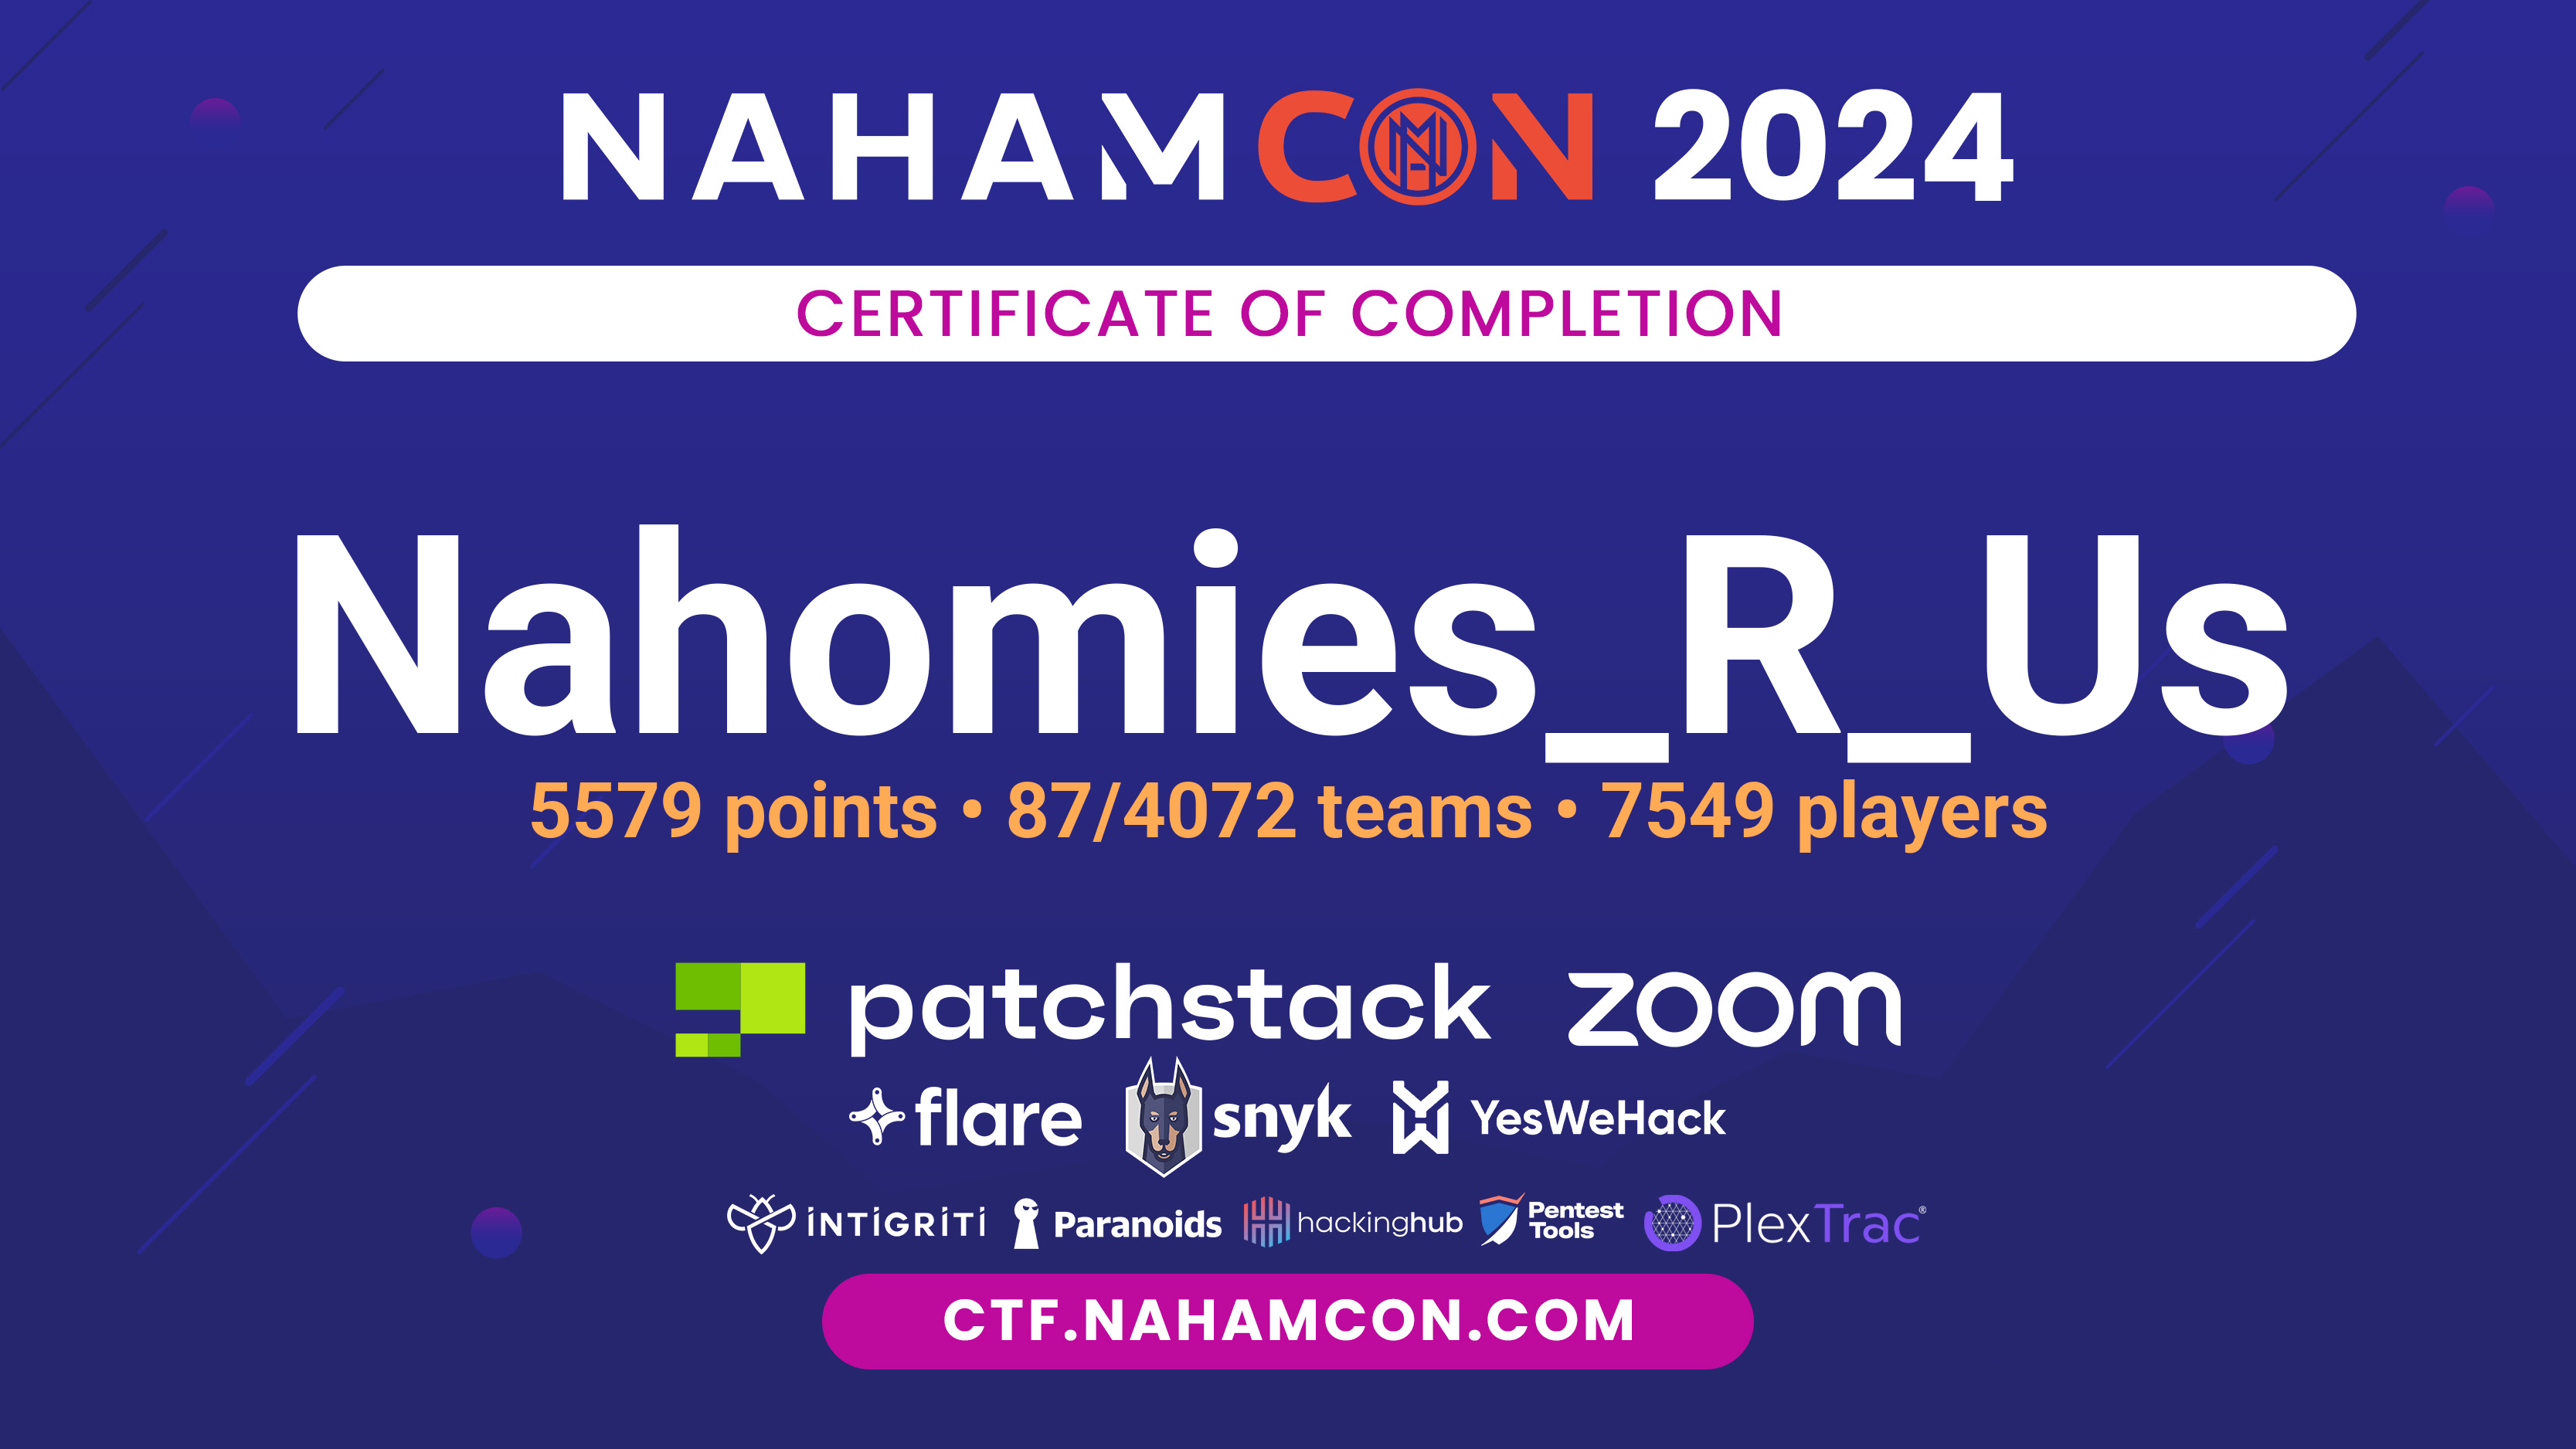 NAHAMCON 2024
CERTIFICATE OF COMPLETION
Nahomies_R_Us
5579 points • 87/4072 teams • 7549 players
patchstack zoom
flare snyk YesWeHack
INTIGRITI Paranoids hackinghub Pentest Tools PlexTrac®
CTF.NAHAMCON.COM